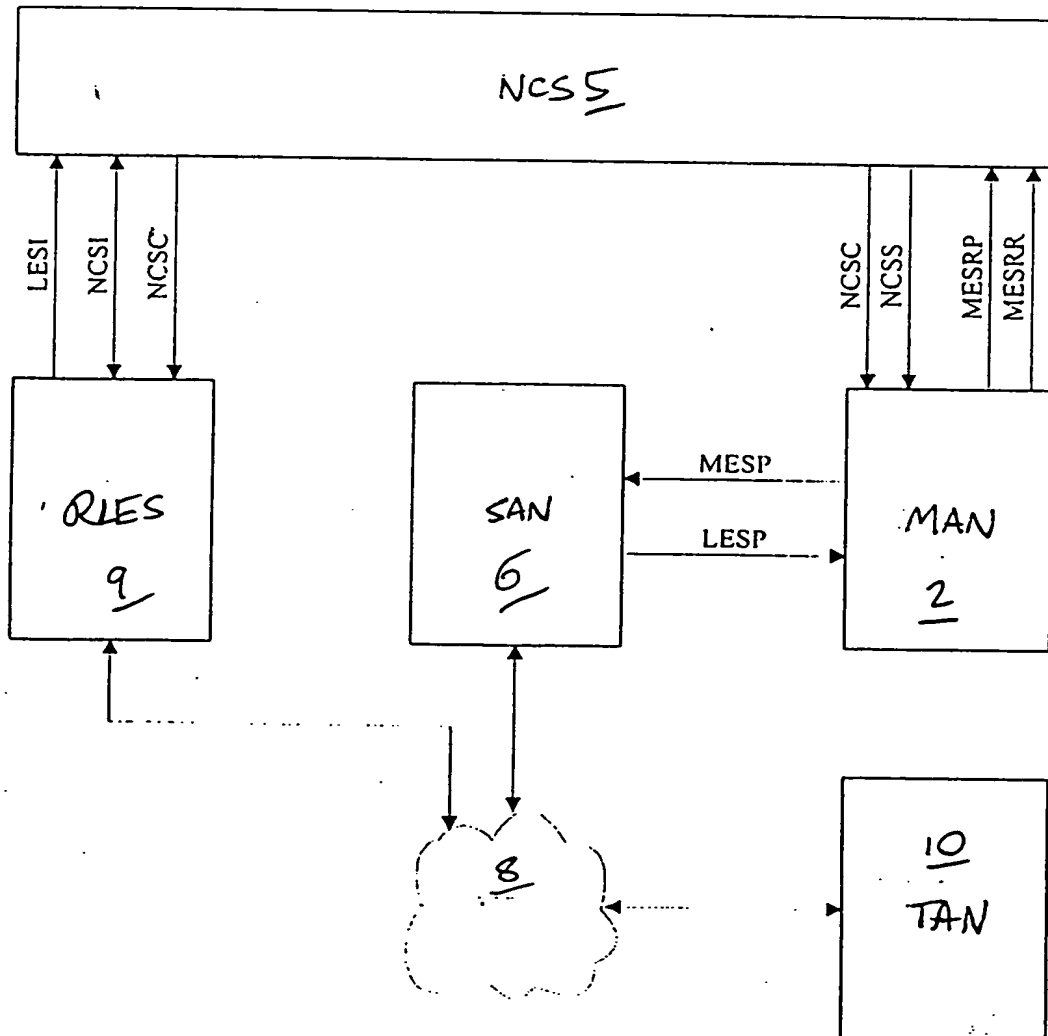 NCS 5
LESI
NCSI
NCSC
NCSC
NCSS
MESRP
MESRR
RLES
9
SAN
6
MESP
LESP
MAN
2
8
10
TAN